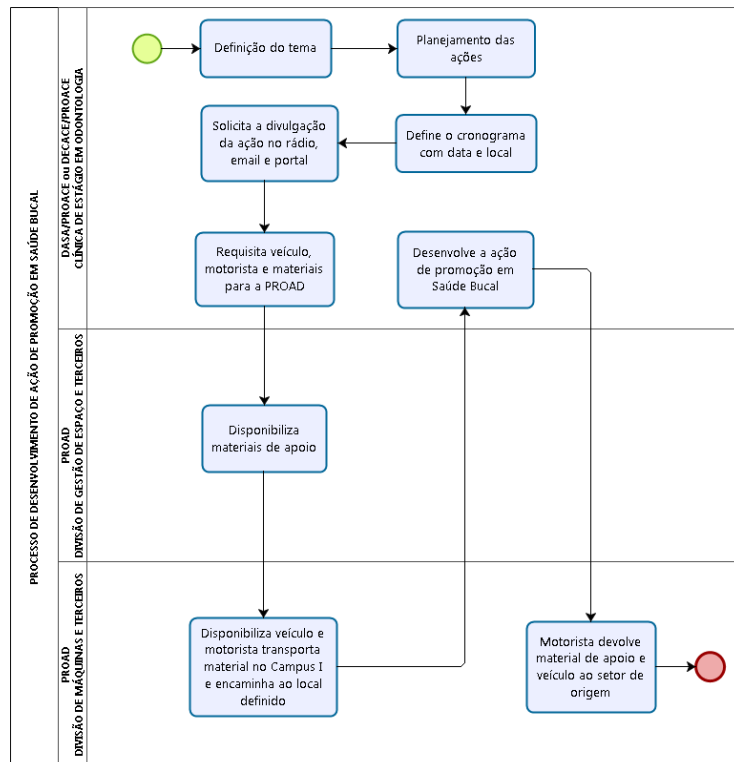 PROCESSO DE DESENVOLVIMENTO DE AÇÃO DE PROMOÇÃO EM SAÚDE BUCAL
DASA/PROACE ou DECACE/PROACE
CLÍNICA DE ESTÁGIO EM ODONTOLOGIA
Definição do tema
Planejamento das
ações
Define o cronograma
com data e local
Solicita a divulgação
da ação no rádio,
email e portal
Requisita veículo,
motorista e materiais
para a PROAD
Desenvolve a ação
de promoção em
Saúde Bucal
PROAD
DIVISÃO DE GESTÃO DE ESPAÇO E TERCEIROS
Disponibiliza
materiais de apoio
PROAD
DIVISÃO DE MÁQUINAS E TERCEIROS
Disponibiliza veículo e
motorista transporta
material no Campus I
e encaminha ao local
definido
Motorista devolve
material de apoio e
veículo ao setor de
origem